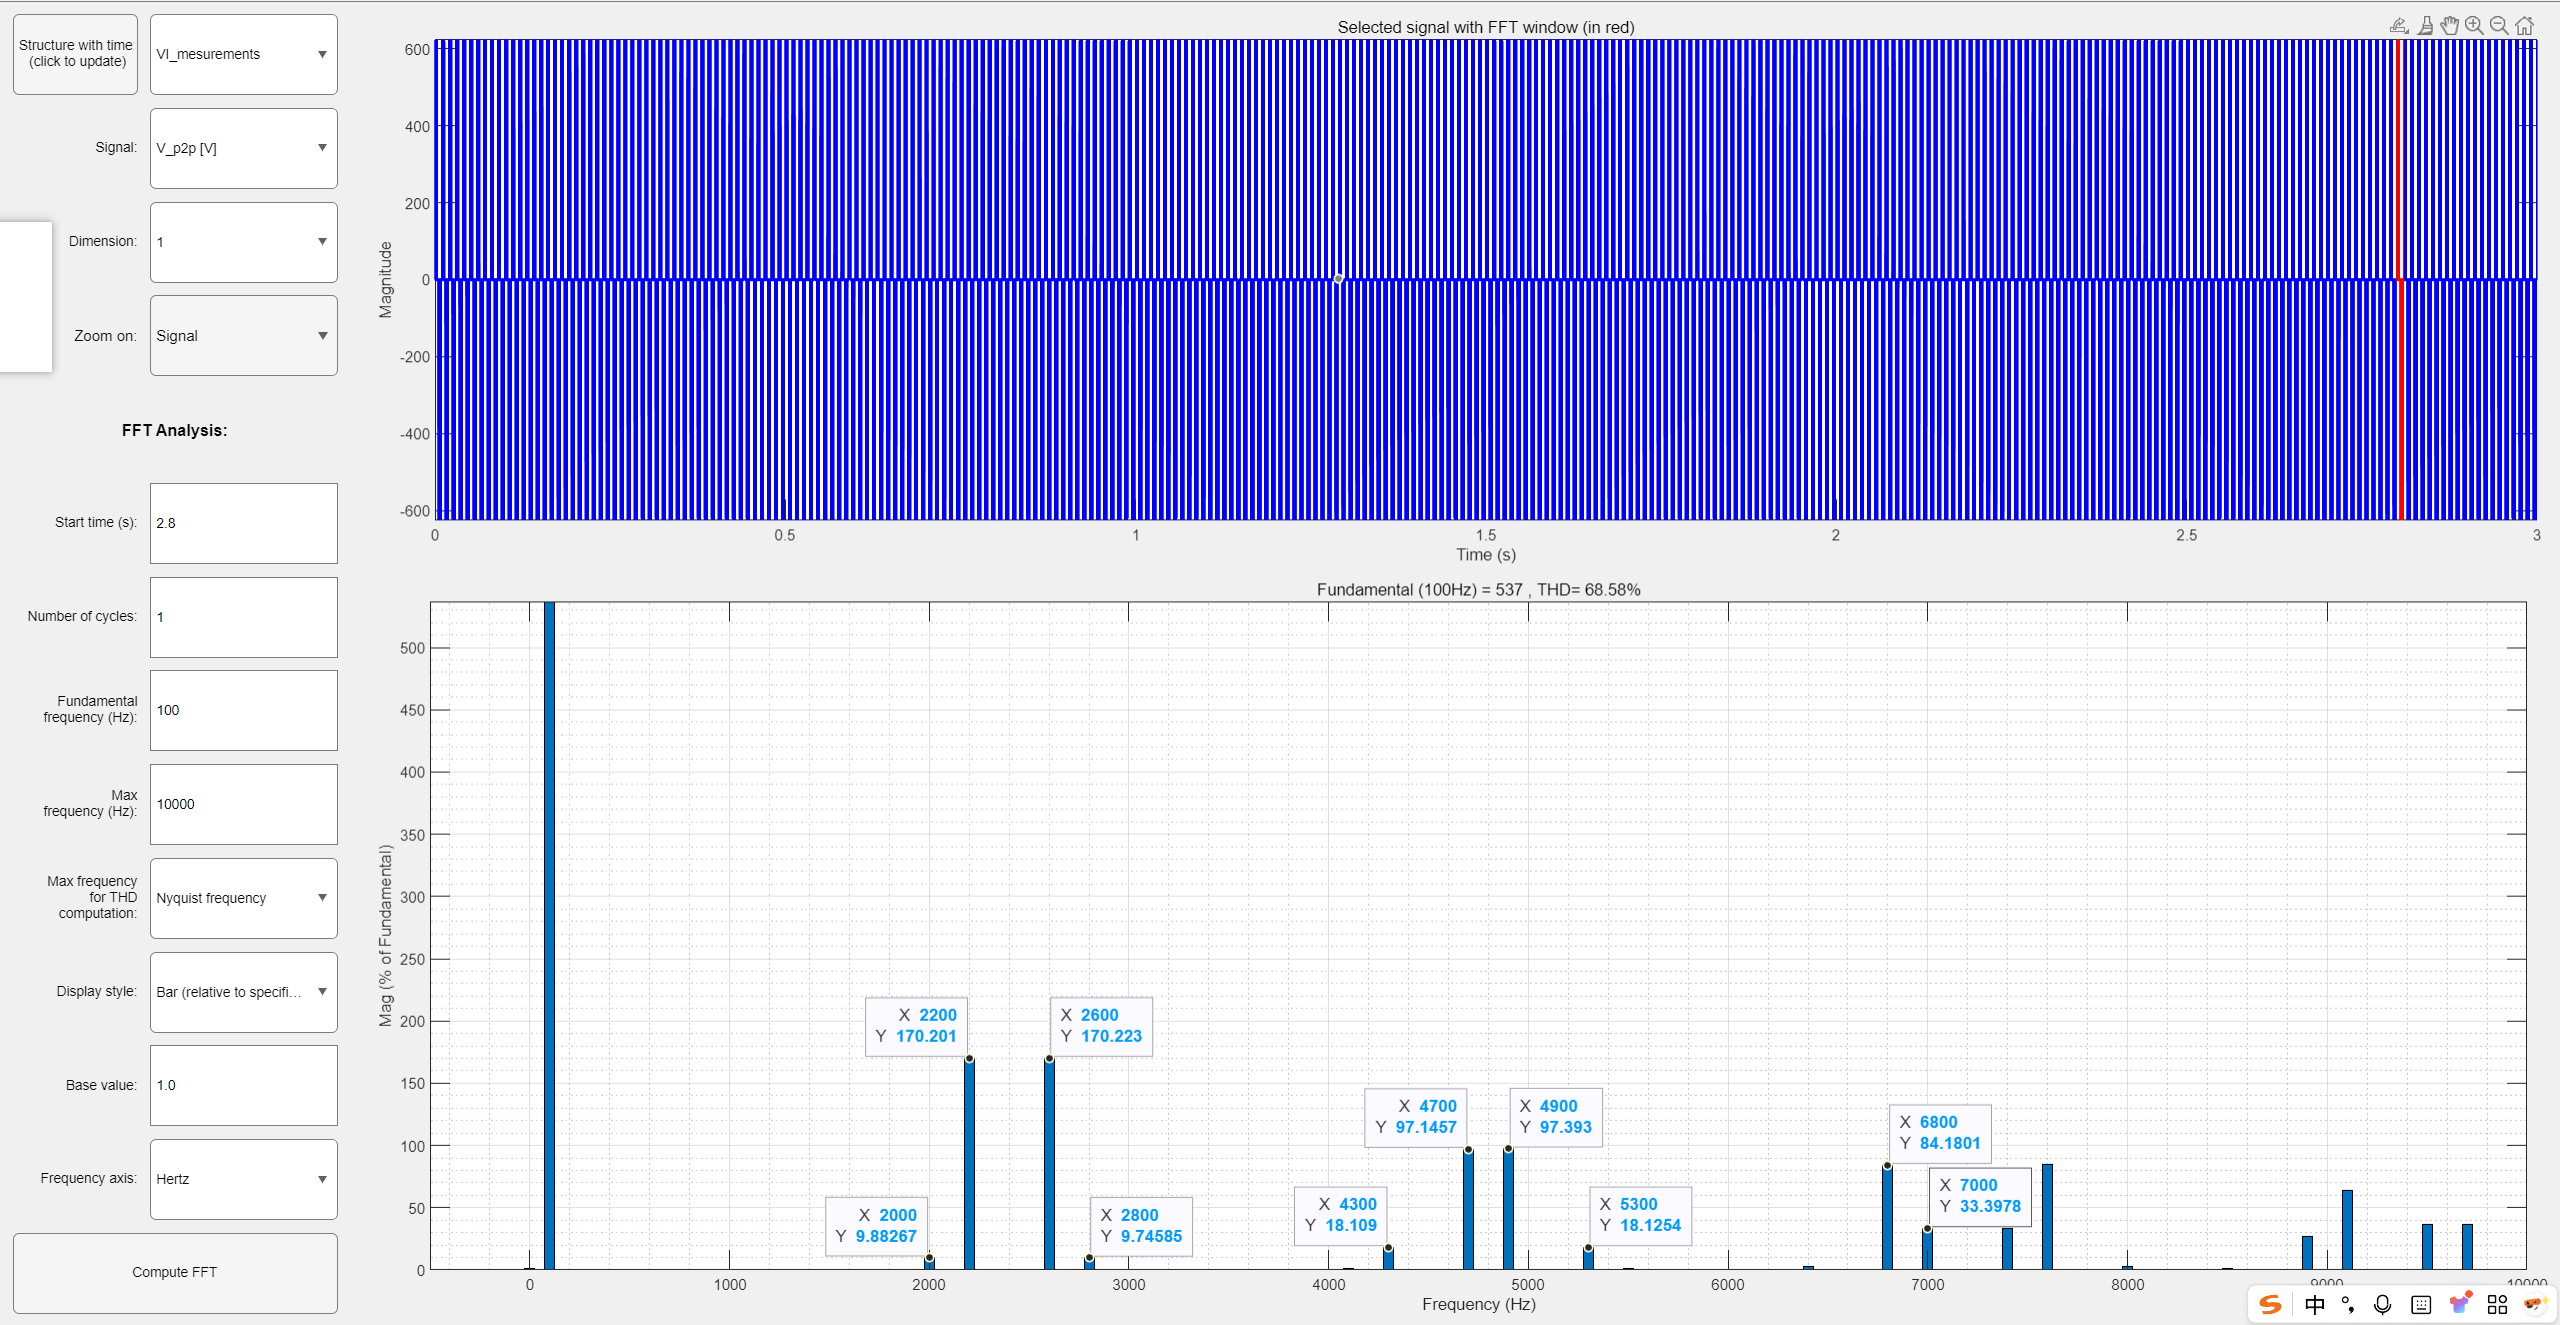 Structure with time
(click to update)
VI_mesurements
Signal:
V_p2p [V]
Dimension:
1
Zoom on:
Signal
FFT Analysis:
Start time (s):
2.8
Number of cycles:
1
Fundamental
frequency (Hz):
100
Max
frequency (Hz):
10000
Max frequency
for THD
computation:
Nyquist frequency
Display style:
Bar (relative to specifi...
Base value:
1.0
Frequency axis:
Hertz
Compute FFT
Selected signal with FFT window (in red)
Magnitude
600
400
200
0
-200
-400
-600
0
0.5
1
1.5
2
2.5
3
Time (s)
Fundamental (100Hz) = 537 , THD= 68.58%
Mag (% of Fundamental)
500
450
400
350
300
250
200
150
100
50
0
X 2200
Y 170.201
X 2600
Y 170.223
X 4700
Y 97.1457
X 4900
Y 97.393
X 6800
Y 84.1801
X 7000
Y 33.3978
X 2000
Y 9.88267
X 2800
Y 9.74585
X 4300
Y 18.109
X 5300
Y 18.1254
0
1000
2000
3000
4000
5000
6000
7000
8000
9000
10000
Frequency (Hz)
S
中